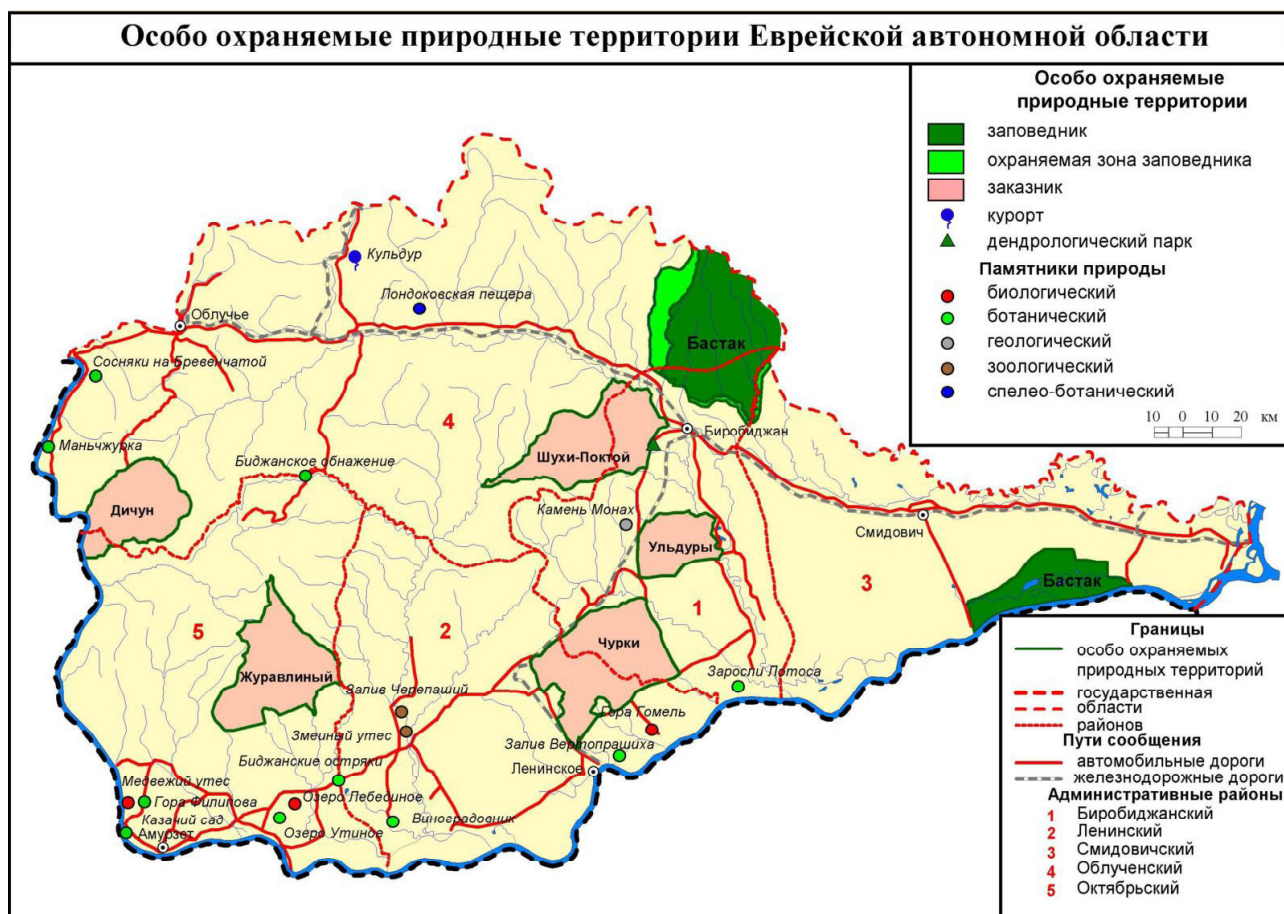 Особо охраняемые природные территории Еврейской автономной области
Особо охраняемые
природные территории
заповедник
охраняемая зона заповедника
заказник
курорт
дендрологический парк
Памятники природы
биологический
ботанический
геологический
зоологический
спелео-ботанический
10 0 10 20 км
Кульдур
Лондоковская пещера
Облучье
Бастак
Сосняки на Бревенчатой
4
Маньчжурка
Биробиджан
Биджанское обнажение
Шухи-Поктой
Дичун
Камень Монах
Смидович
Ульдуры
3
Бастак
1
5
2
Чурки
Журавлиный
Заросли Лотоса
Залив Черепаший
Гора Гомель
Змеиный утес
Залив Вертопрашиха
Биджанские остряки
Ленинское
Медвежий утес
Гора Филипова
Озеро Лебединое
Казачий сад
Виноградовник
Амурзет
Озеро Утиное
Границы
особо охраняемых
природных территорий
государственная
области
районов
Пути сообщения
автомобильные дороги
железнодорожные дороги
Административные районы
1 Биробиджанский
2 Ленинский
3 Смидовичский
4 Облученский
5 Октябрьский